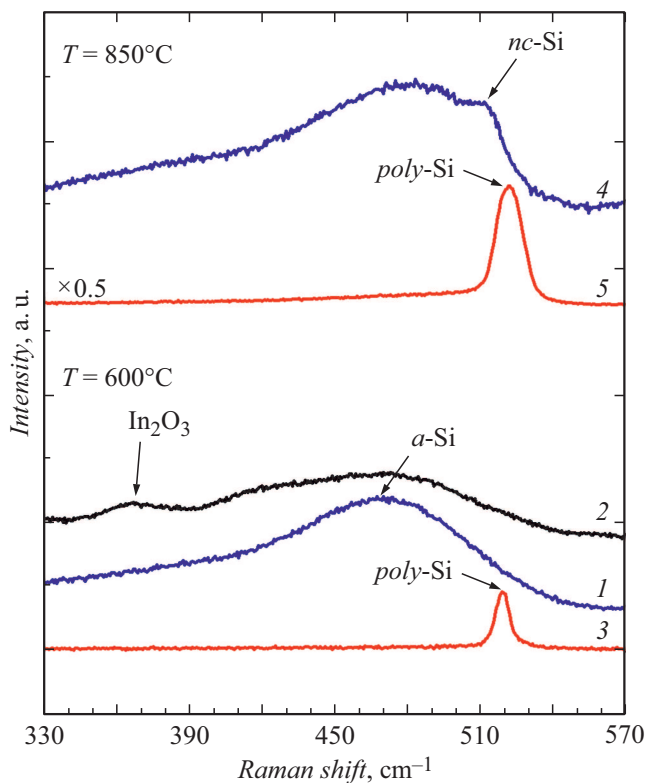 T = 850°C
nc-Si
poly-Si
4
×0.5
5
T = 600°C
In₂O₃
a-Si
2
poly-Si
1
3
330 390 450 510 570
Raman shift, cm⁻¹
Intensity, a. u.